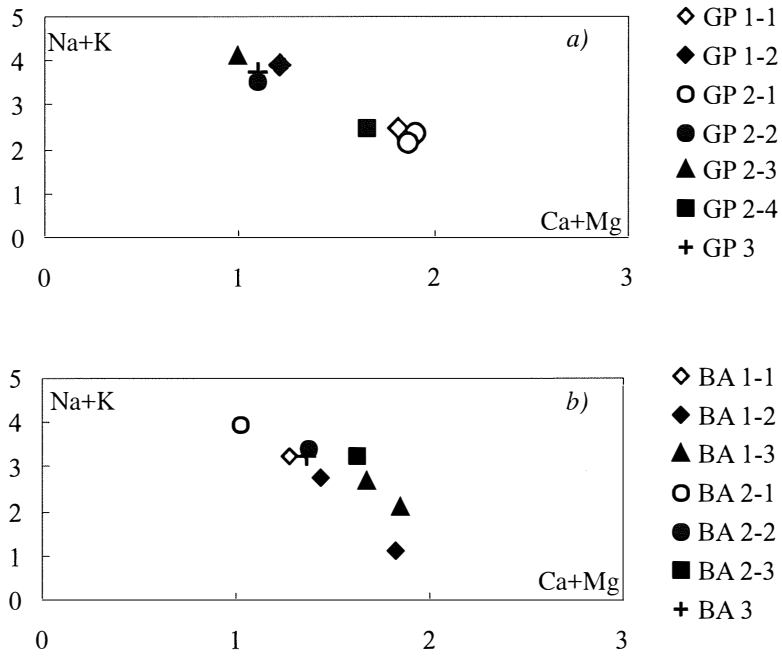 5
4
3
2
1
0
Na+K
a)
Ca+Mg
0 1 2 3
GP 1-1
GP 1-2
GP 2-1
GP 2-2
GP 2-3
GP 2-4
GP 3
5
4
3
2
1
0
Na+K
b)
Ca+Mg
0 1 2 3
BA 1-1
BA 1-2
BA 1-3
BA 2-1
BA 2-2
BA 2-3
BA 3